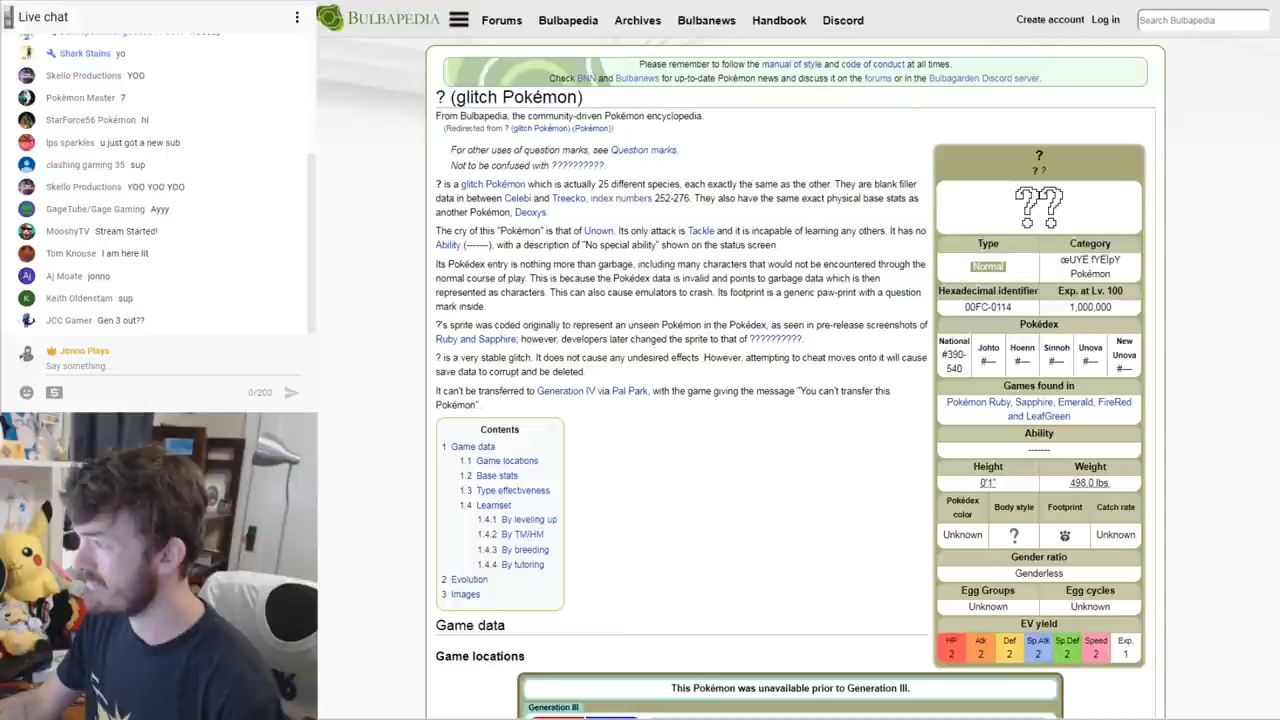 Live chat
Shark Stains yo
Skello Productions YOO
Pokèmon Master 7
StarForce56 Pokémon hi
lps sparkles u just got a new sub
clashing gaming 35 sup
Skello Productions YOO YOO YOO
GageTube/Gage Gaming Ayyy
MooshyTV Stream Started!
Tom Knouse I am here lit
Aj Moate jonno
Keith Oldenstam sup
JCC Gamer Gen 3 out??
Jonno Plays
Say something...
0/200
BULBAPEDIA
Forums Bulbapedia Archives Bulbanews Handbook Discord
Create account Log in Search Bulbapedia
Please remember to follow the manual of style and code of conduct at all times.
Check BNN and Bulbanews for up-to-date Pokémon news and discuss it on the forums or in the Bulbagarden Discord server.
? (glitch Pokémon)
From Bulbapedia, the community-driven Pokémon encyclopedia.
(Redirected from ? (glitch Pokémon) (Pokémon))
For other uses of question marks, see Question marks.
Not to be confused with ??????????.
? is a glitch Pokémon which is actually 25 different species, each exactly the same as the other. They are blank filler
data in between Celebi and Treecko, index numbers 252-276. They also have the same exact physical base stats as
another Pokémon, Deoxys.
The cry of this "Pokémon" is that of Unown. Its only attack is Tackle and it is incapable of learning any others. It has no
Ability (-------), with a description of "No special ability" shown on the status screen
Its Pokédex entry is nothing more than garbage, including many characters that would not be encountered through the
normal course of play. This is because the Pokédex data is invalid and points to garbage data which is then
represented as characters. This can also cause emulators to crash. Its footprint is a generic paw-print with a question
mark inside.
?'s sprite was coded originally to represent an unseen Pokémon in the Pokédex, as seen in pre-release screenshots of
Ruby and Sapphire; however, developers later changed the sprite to that of ??????????.
? is a very stable glitch. It does not cause any undesired effects. However, attempting to cheat moves onto it will cause
save data to corrupt and be deleted.
It can't be transferred to Generation IV via Pal Park, with the game giving the message "You can't transfer this
Pokémon".
Contents
1 Game data
1.1 Game locations
1.2 Base stats
1.3 Type effectiveness
1.4 Learnset
1.4.1 By leveling up
1.4.2 By TM/HM
1.4.3 By breeding
1.4.4 By tutoring
2 Evolution
3 Images
Game data
Game locations
This Pokémon was unavailable prior to Generation III.
Generation III
?
? ?
??
Type Category
Normal
œUYË fYËÌpY
Pokémon
Hexadecimal identifier Exp. at Lv. 100
00FC-0114 1,000,000
Pokédex
National Johto Hoenn Sinnoh Unova New Unova
#390-540 #— #— #— #— #—
Games found in
Pokémon Ruby, Sapphire, Emerald, FireRed
and LeafGreen
Ability
-------
Height Weight
0'1" 498.0 lbs.
Pokédex color Body style Footprint Catch rate
Unknown ? Unknown
Gender ratio
Genderless
Egg Groups Egg cycles
Unknown Unknown
EV yield
HP Atk Def Sp.Atk Sp.Def Speed Exp.
2 2 2 2 2 2 1